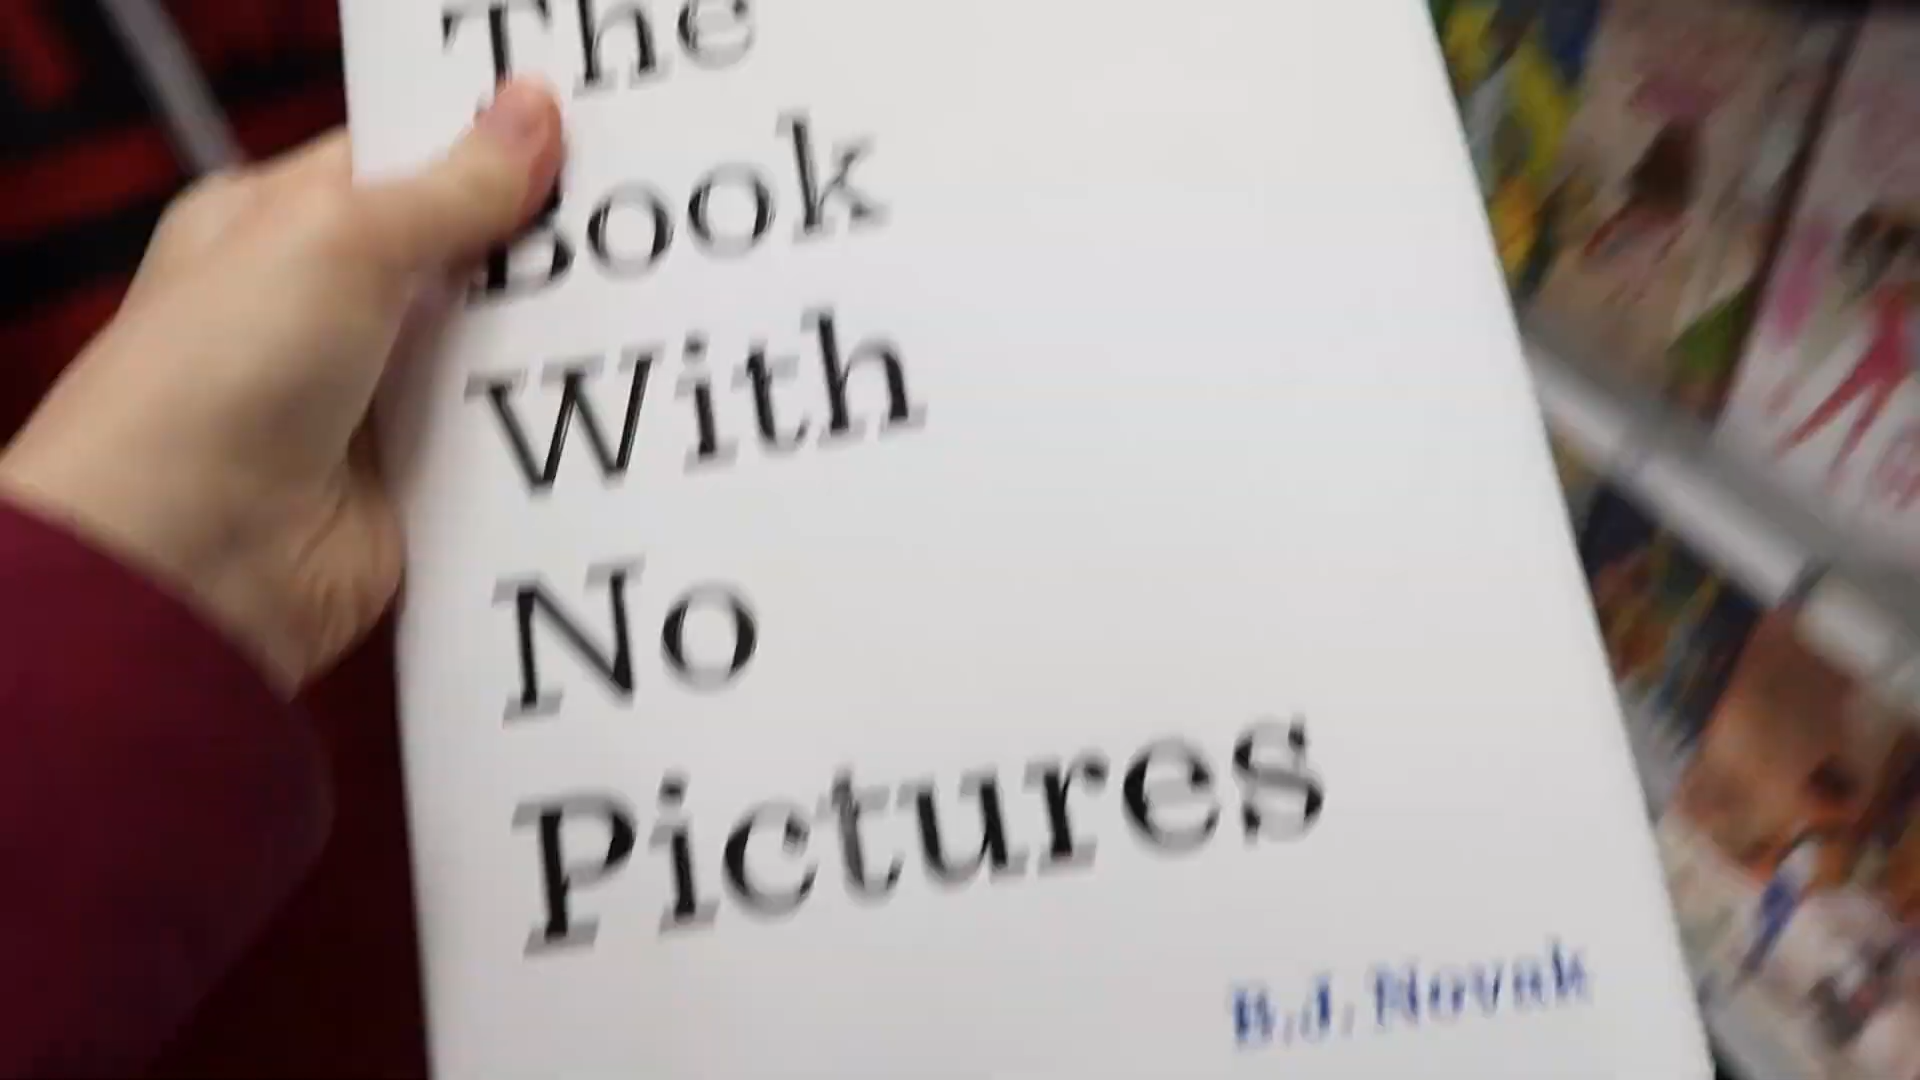 The
Book
With
No
Pictures
B.J. Novak